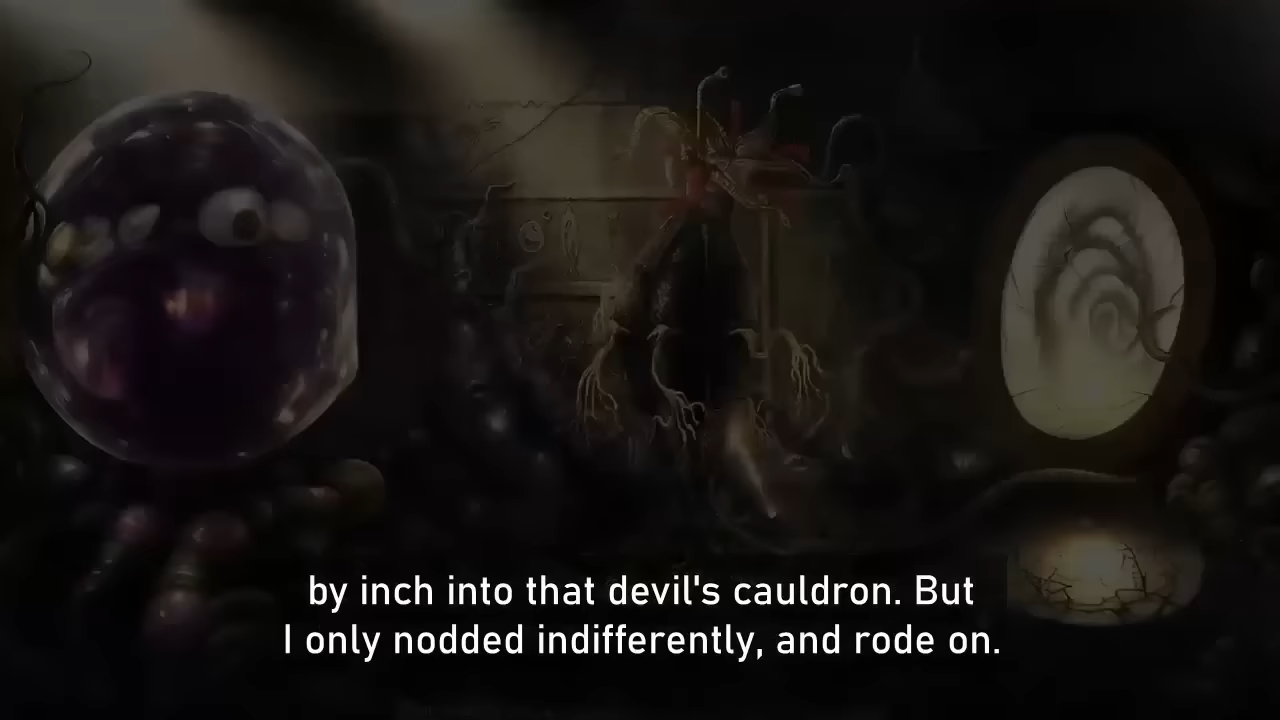 by inch into that devil's cauldron. But
I only nodded indifferently, and rode on.